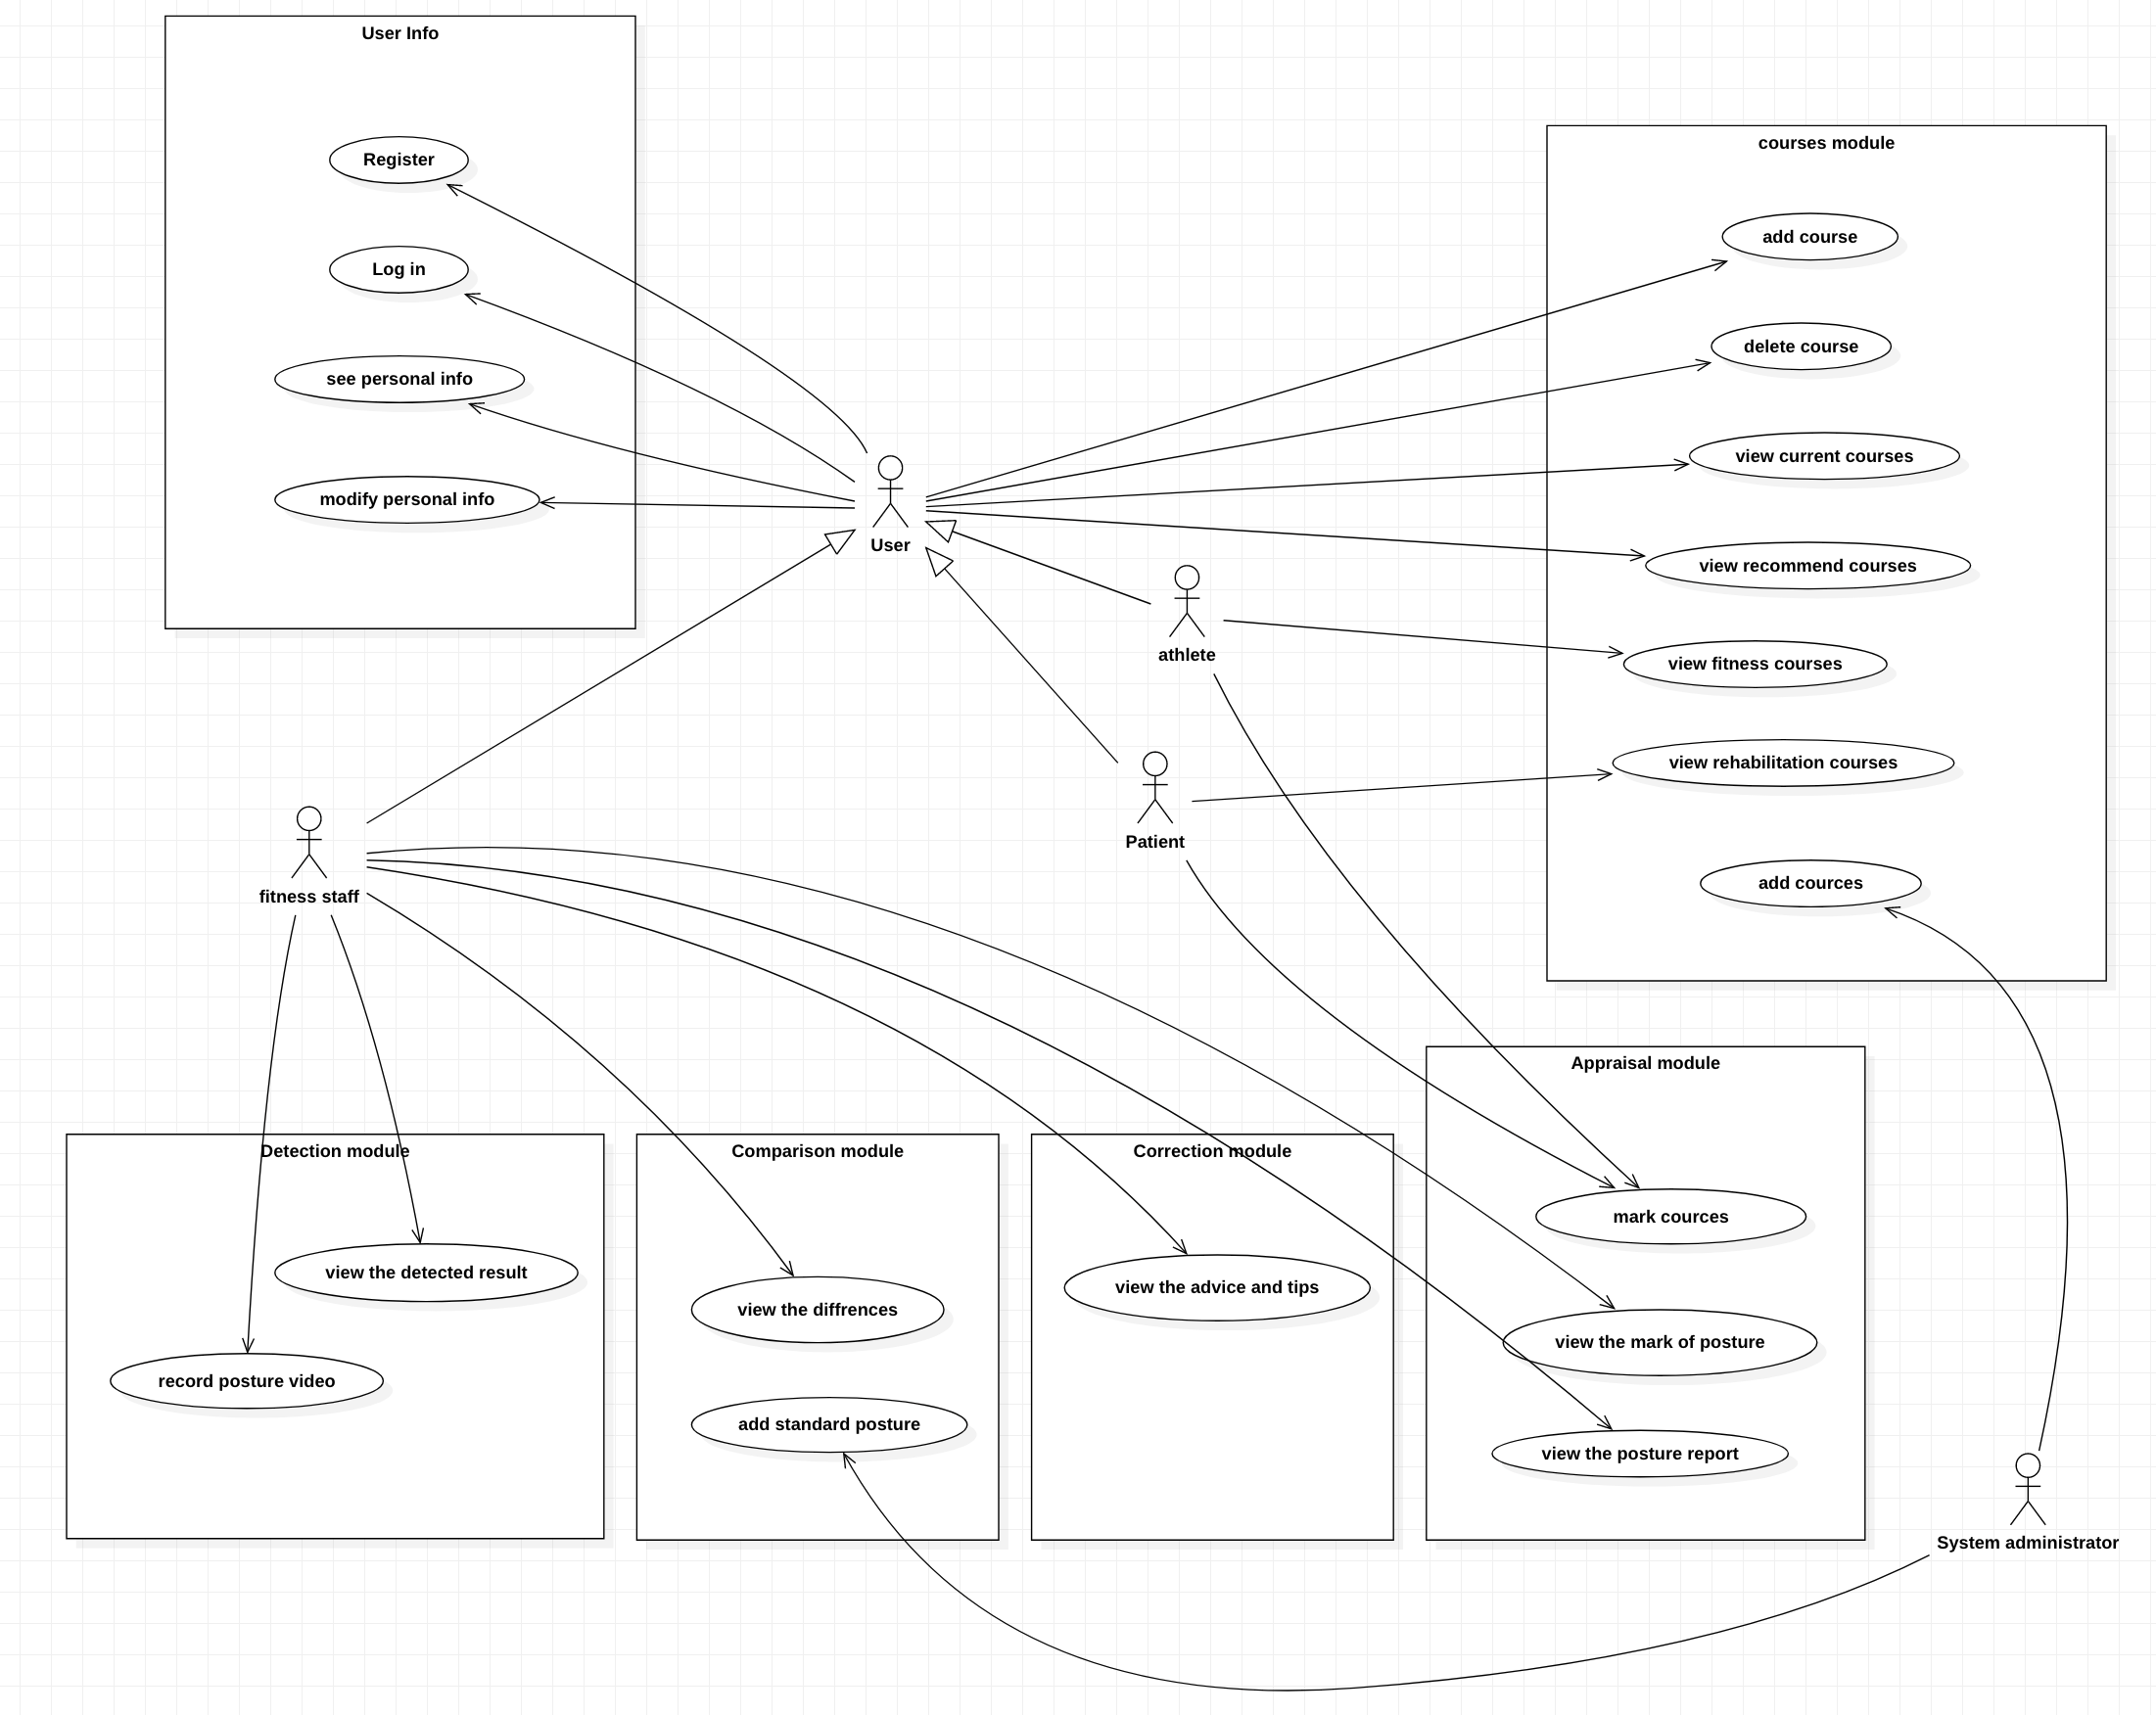 User Info
Register
Log in
see personal info
modify personal info
User
athlete
Patient
fitness staff
courses module
add course
delete course
view current courses
view recommend courses
view fitness courses
view rehabilitation courses
add cources
Detection module
view the detected result
record posture video
Comparison module
view the diffrences
add standard posture
Correction module
view the advice and tips
Appraisal module
mark cources
view the mark of posture
view the posture report
System administrator